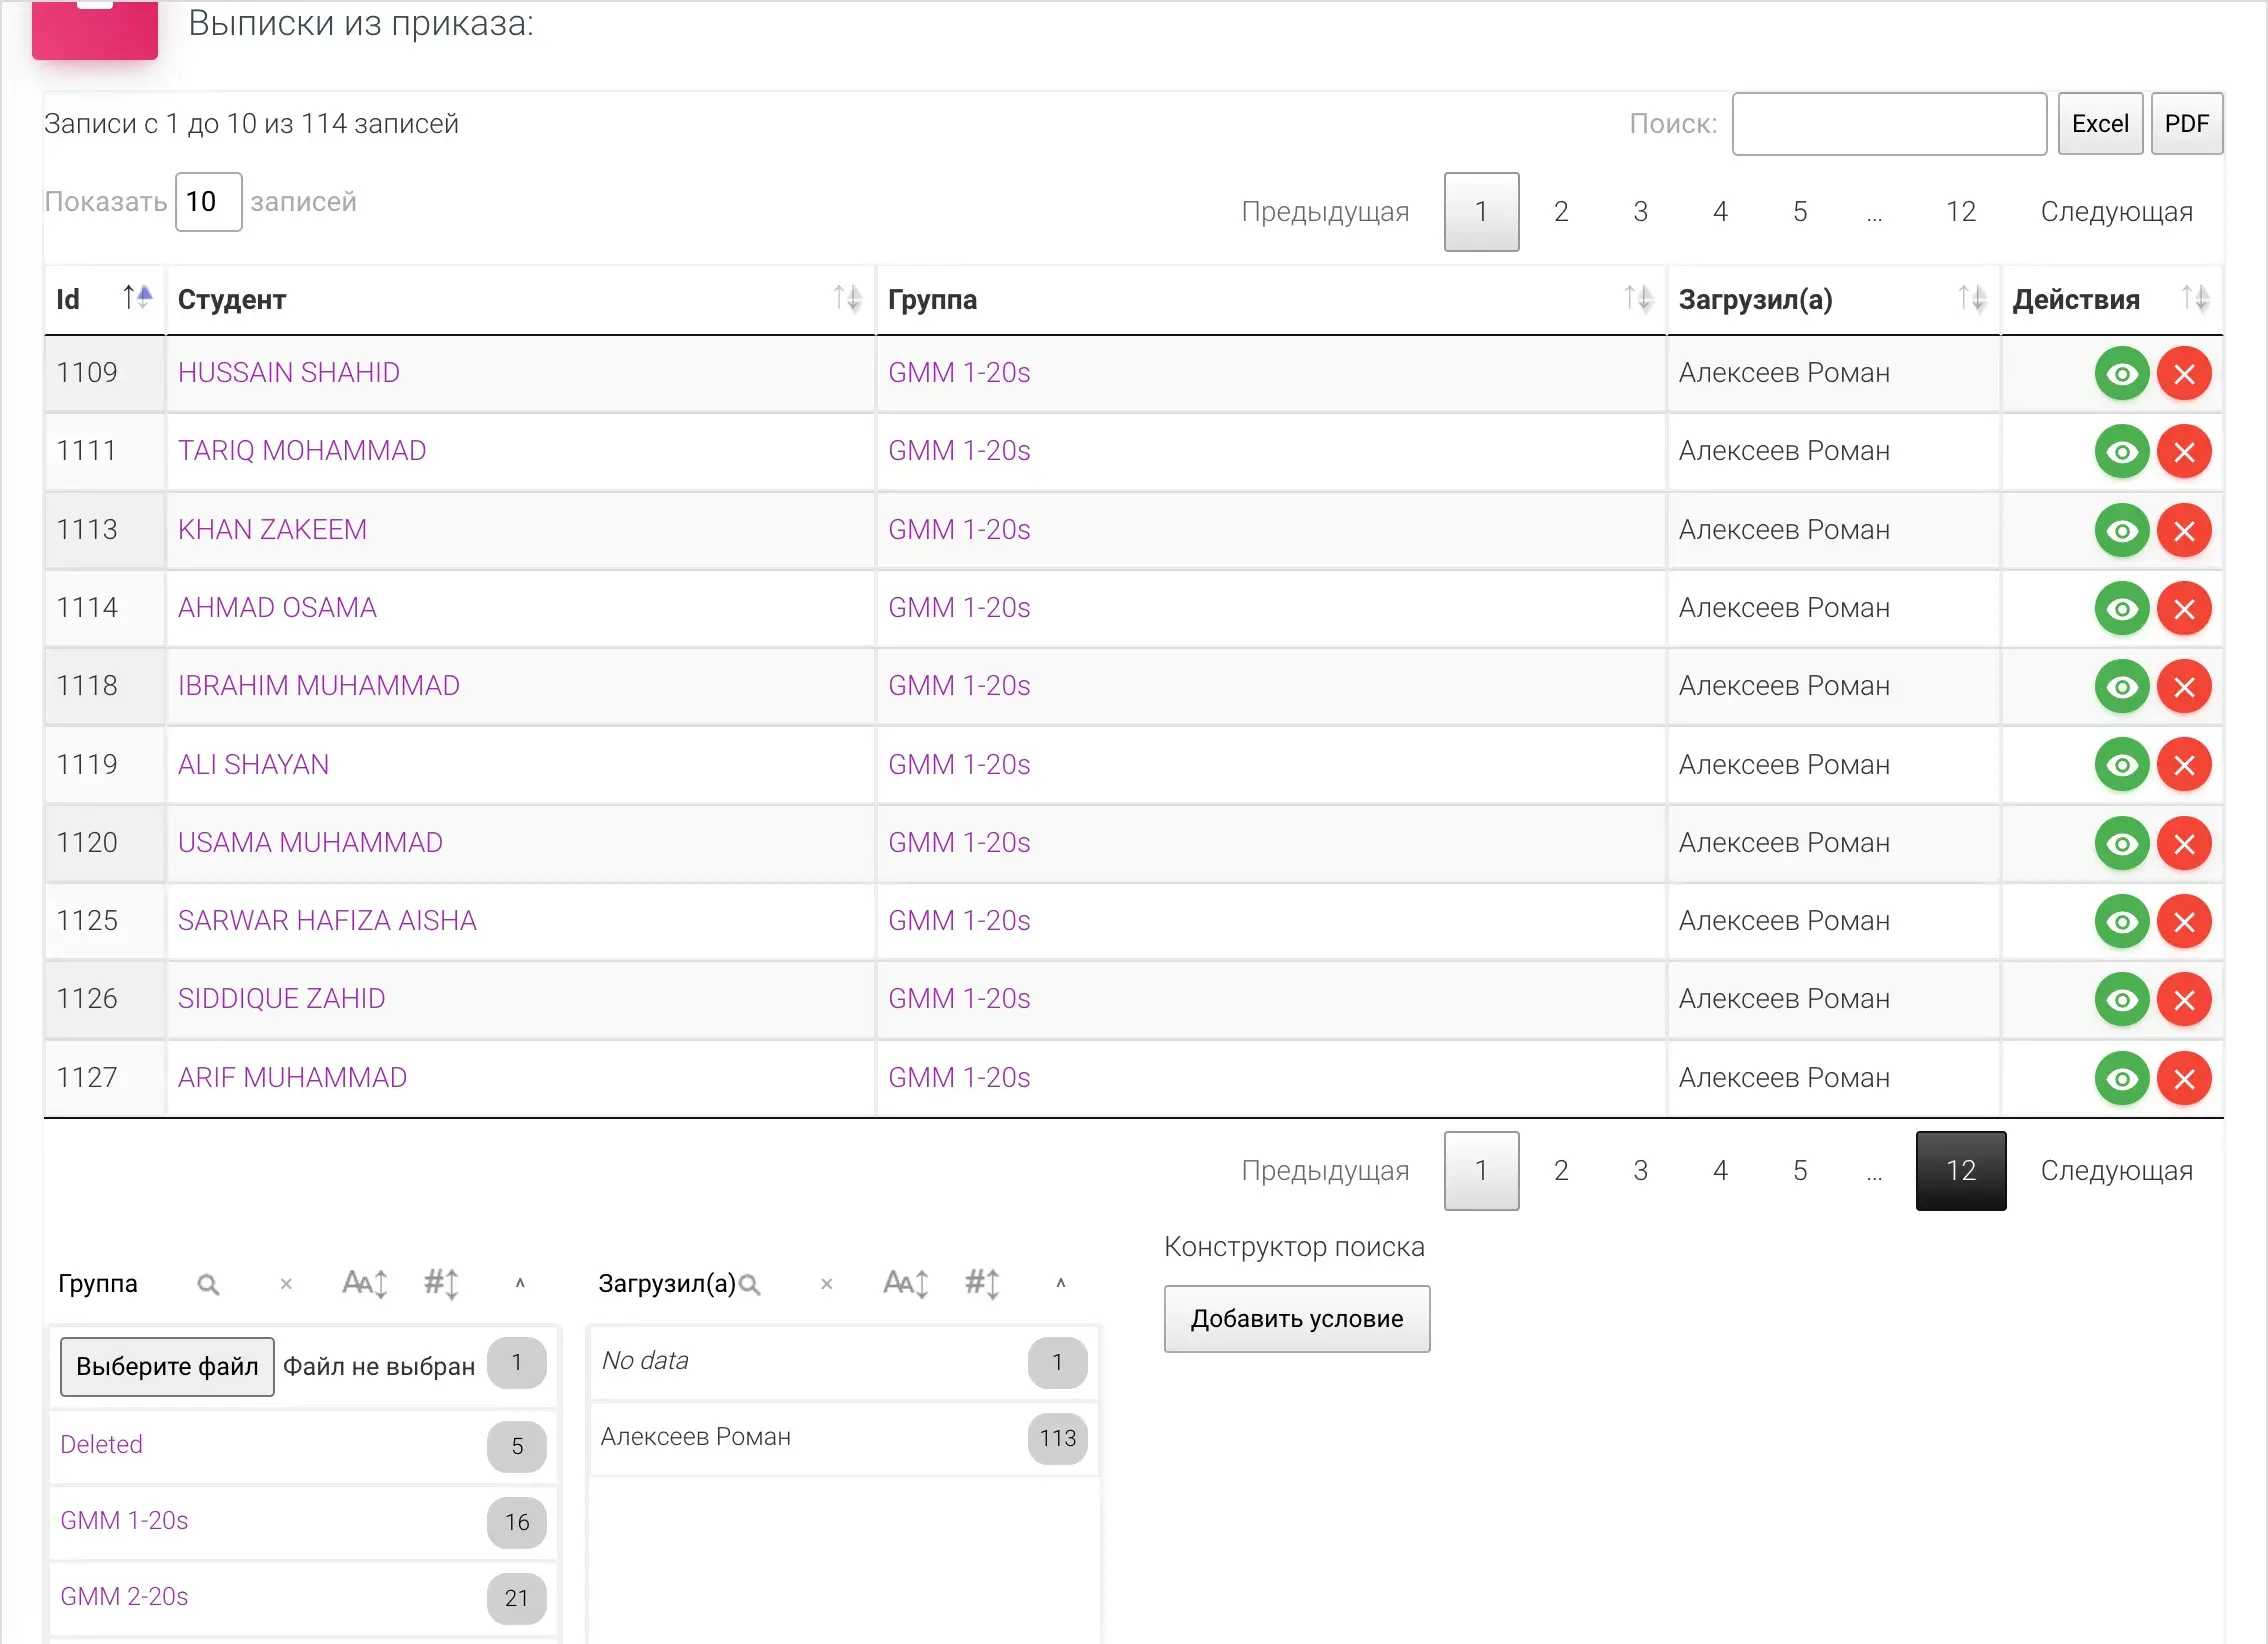 Выписки из приказа:
Записи с 1 до 10 из 114 записей
Поиск: Excel PDF
Показать 10 записей
Предыдущая 1 2 3 4 5 … 12 Следующая
Id Студент Группа Загрузил(а) Действия
1109 HUSSAIN SHAHID GMM 1-20s Алексеев Роман
1111 TARIQ MOHAMMAD GMM 1-20s Алексеев Роман
1113 KHAN ZAKEEM GMM 1-20s Алексеев Роман
1114 AHMAD OSAMA GMM 1-20s Алексеев Роман
1118 IBRAHIM MUHAMMAD GMM 1-20s Алексеев Роман
1119 ALI SHAYAN GMM 1-20s Алексеев Роман
1120 USAMA MUHAMMAD GMM 1-20s Алексеев Роман
1125 SARWAR HAFIZA AISHA GMM 1-20s Алексеев Роман
1126 SIDDIQUE ZAHID GMM 1-20s Алексеев Роман
1127 ARIF MUHAMMAD GMM 1-20s Алексеев Роман
Предыдущая 1 2 3 4 5 … 12 Следующая
Группа
Выберите файл Файл не выбран 1
Deleted 5
GMM 1-20s 16
GMM 2-20s 21
Загрузил(а)
No data 1
Алексеев Роман 113
Конструктор поиска
Добавить условие